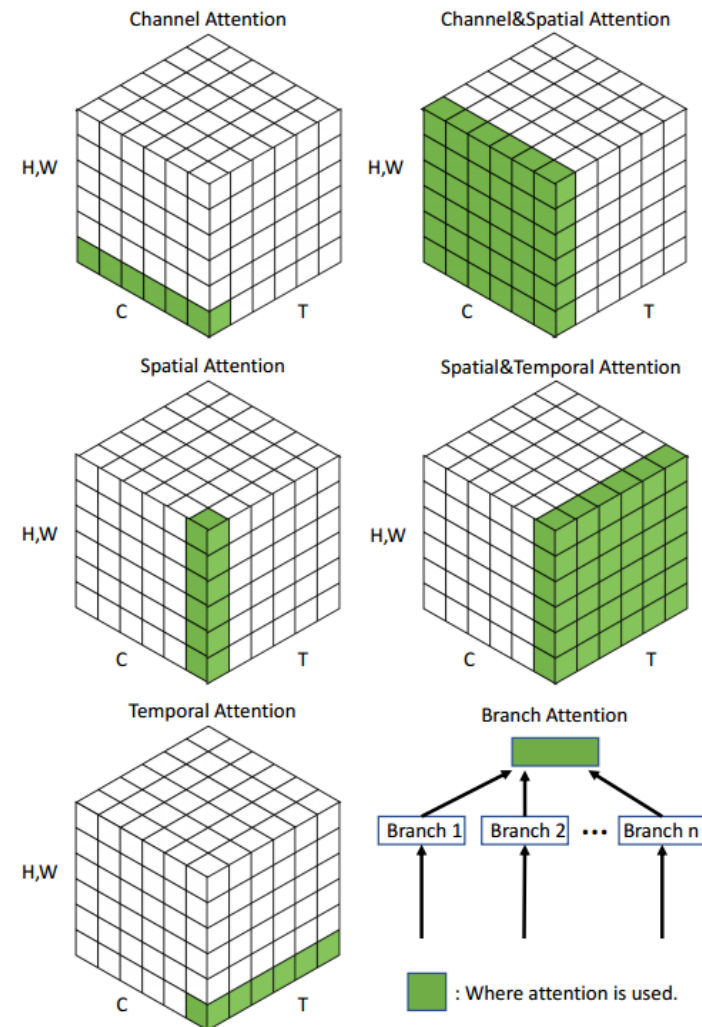 Channel Attention
H,W
C
T
Channel&Spatial Attention
H,W
C
T
Spatial Attention
H,W
C
T
Spatial&Temporal Attention
H,W
C
T
Temporal Attention
H,W
C
T
Branch Attention
Branch 1
Branch 2
•••
Branch n
: Where attention is used.